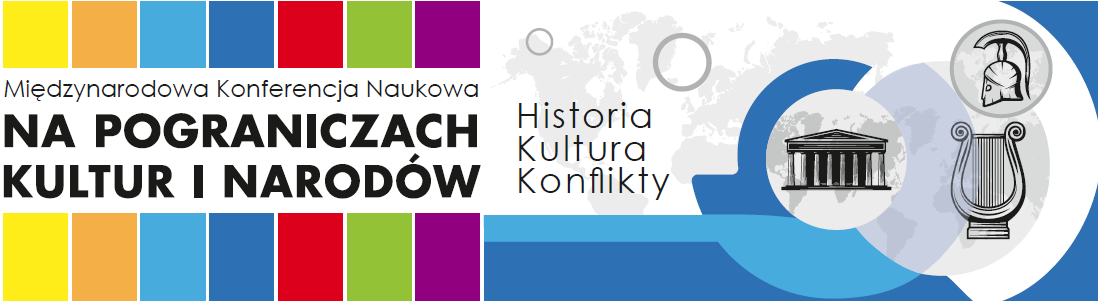 Międzynarodowa Konferencja Naukowa
NA POGRANICZACH
KULTUR I NARODÓW
Historia
Kultura
Konflikty